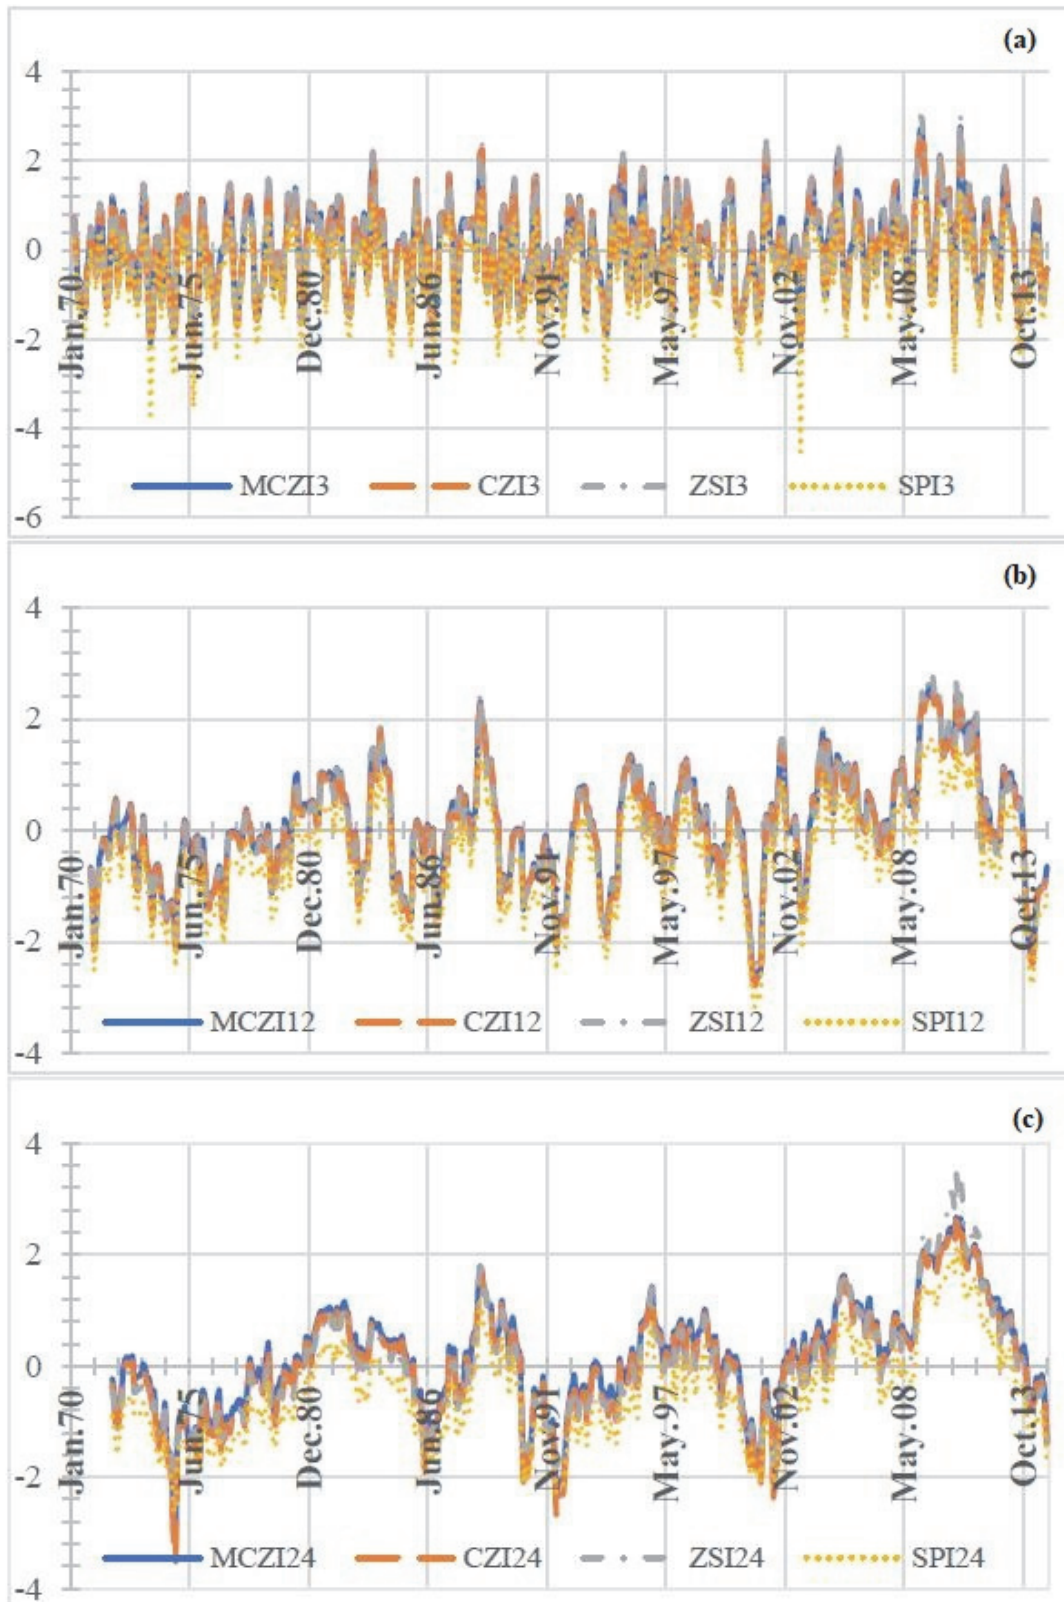 (a)
4
2
0
-2
-4
-6
Jan.70 Jun.75 Dec.80 Jun.86 Nov.91 May.97 Nov.02 May.08 Oct.13
MCZI3 CZI3 ZSI3 SPI3
(b)
4
2
0
-2
-4
Jan.70 Jun.75 Dec.80 Jun.86 Nov.91 May.97 Nov.02 May.08 Oct.13
MCZI12 CZI12 ZSI12 SPI12
(c)
4
2
0
-2
-4
Jan.70 Jun.75 Dec.80 Jun.86 Nov.91 May.97 Nov.02 May.08 Oct.13
MCZI24 CZI24 ZSI24 SPI24